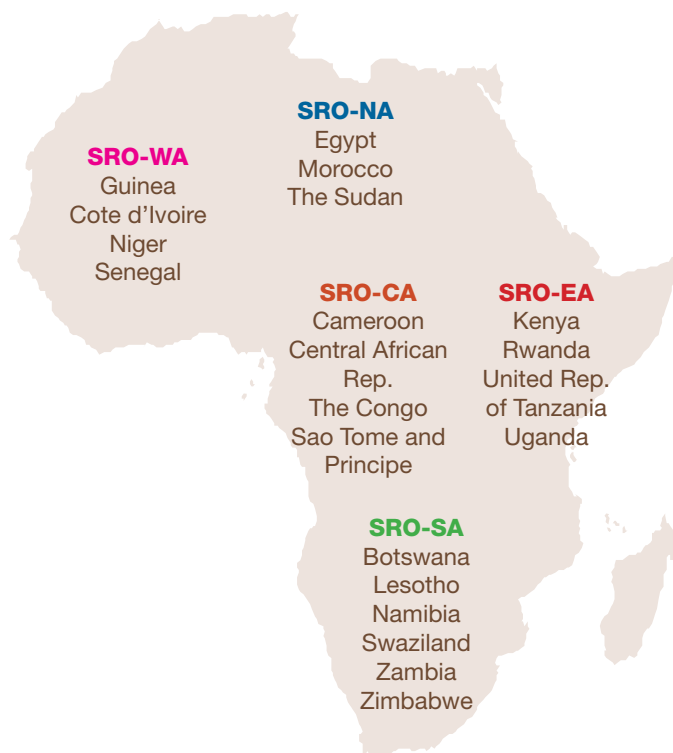 SRO-NA
Egypt
Morocco
The Sudan
SRO-WA
Guinea
Cote d’Ivoire
Niger
Senegal
SRO-CA
Cameroon
Central African
Rep.
The Congo
Sao Tome and
Principe
SRO-EA
Kenya
Rwanda
United Rep.
of Tanzania
Uganda
SRO-SA
Botswana
Lesotho
Namibia
Swaziland
Zambia
Zimbabwe